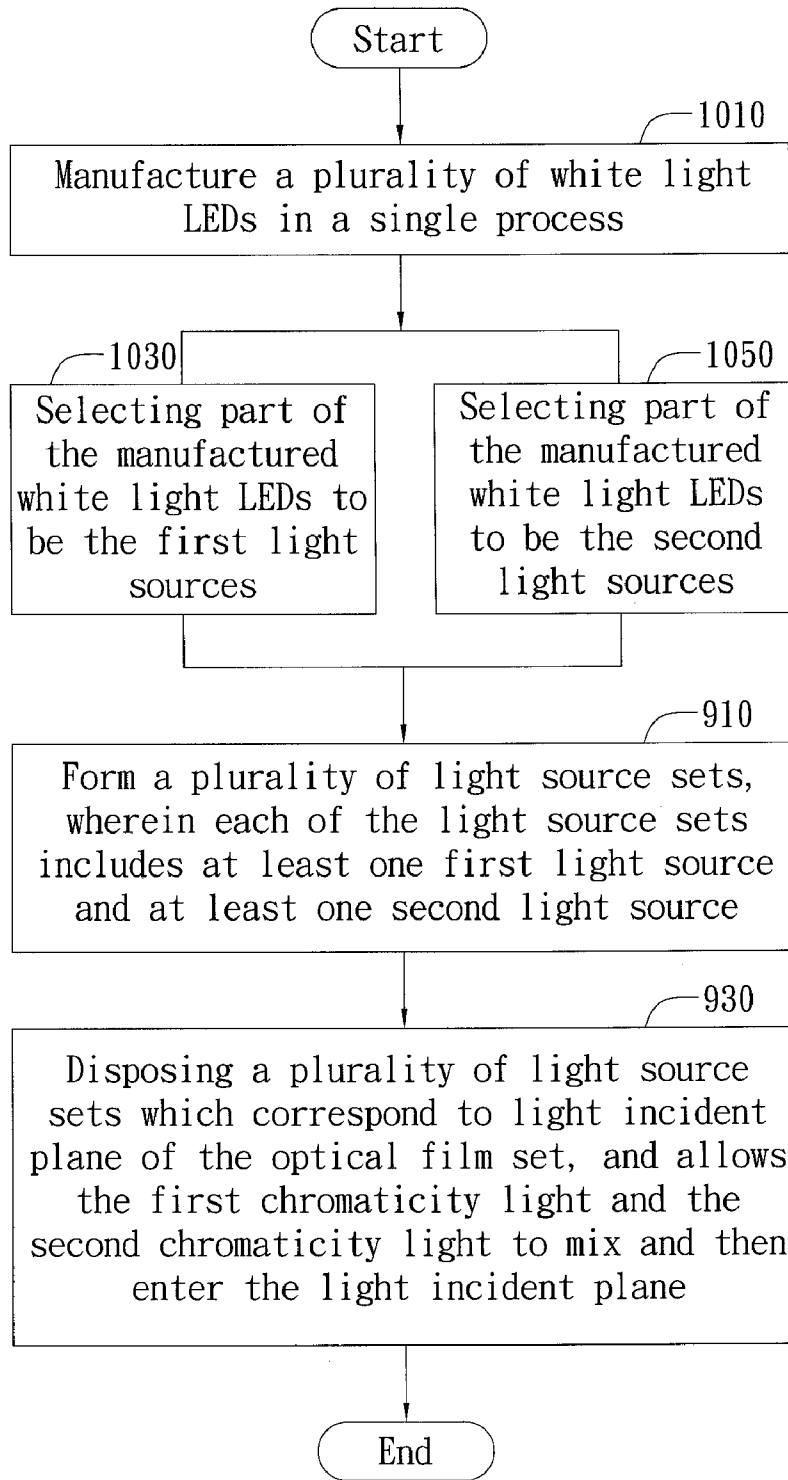 Start
1010
Manufacture a plurality of white light
LEDs in a single process
1030
Selecting part of
the manufactured
white light LEDs to
be the first light
sources
1050
Selecting part of
the manufactured
white light LEDs
to be the second
light sources
910
Form a plurality of light source sets,
wherein each of the light source sets
includes at least one first light source
and at least one second light source
930
Disposing a plurality of light source
sets which correspond to light incident
plane of the optical film set, and allows
the first chromaticity light and the
second chromaticity light to mix and then
enter the light incident plane
End